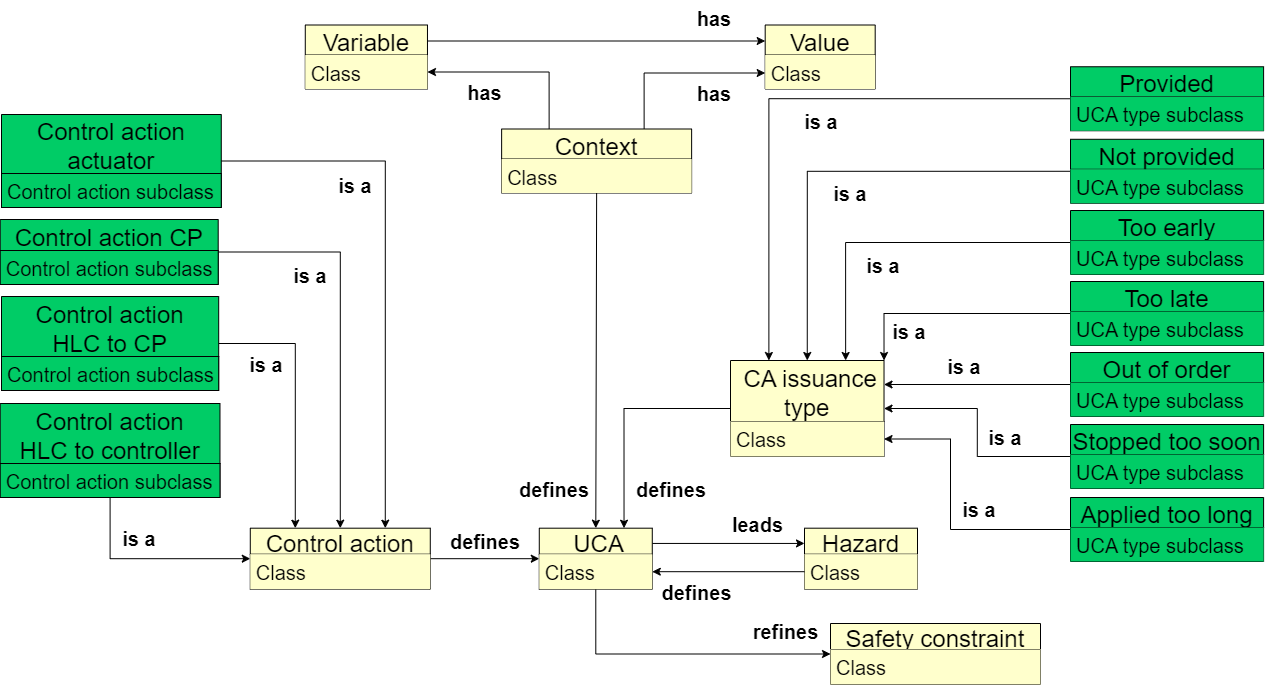 has
Variable
Class
Value
Class
has
has
Provided
UCA type subclass
Control action
actuator
Control action subclass
is a
Context
Class
is a
Not provided
UCA type subclass
is a
is a
Too early
UCA type subclass
Control action CP
Control action subclass
is a
is a
Too late
UCA type subclass
is a
Control action
HLC to CP
Control action subclass
is a
CA issuance
type
Class
is a
Out of order
UCA type subclass
Control action
HLC to controller
Control action subclass
is a
Stopped too soon
UCA type subclass
defines
defines
is a
Applied too long
UCA type subclass
is a
Control action
Class
defines
UCA
Class
leads
Hazard
Class
defines
refines
Safety constraint
Class